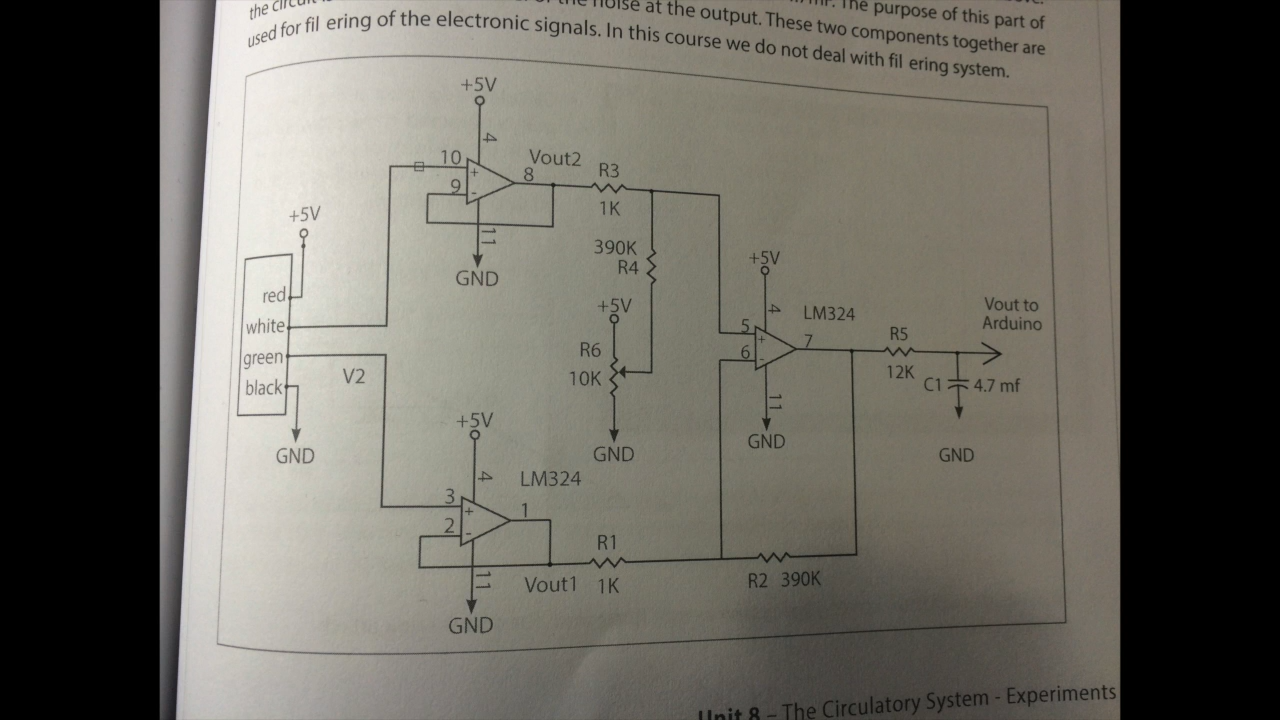 the noise at the output. These two components together are
The purpose of this part of
used for fil ering of the electronic signals. In this course we do not deal with fil ering system.
+5V
4
10
+
9
-
8
Vout2
R3
1K
11
GND
+5V
red
white
green
black
V2
GND
390K
R4
+5V
R6
10K
GND
+5V
4
LM324
5
+
6
-
7
11
GND
R5
12K
Vout to
Arduino
C1
4.7 mf
GND
+5V
4
LM324
3
+
2
-
1
11
GND
Vout1
R1
1K
R2 390K
Unit 8 – The Circulatory System - Experiments